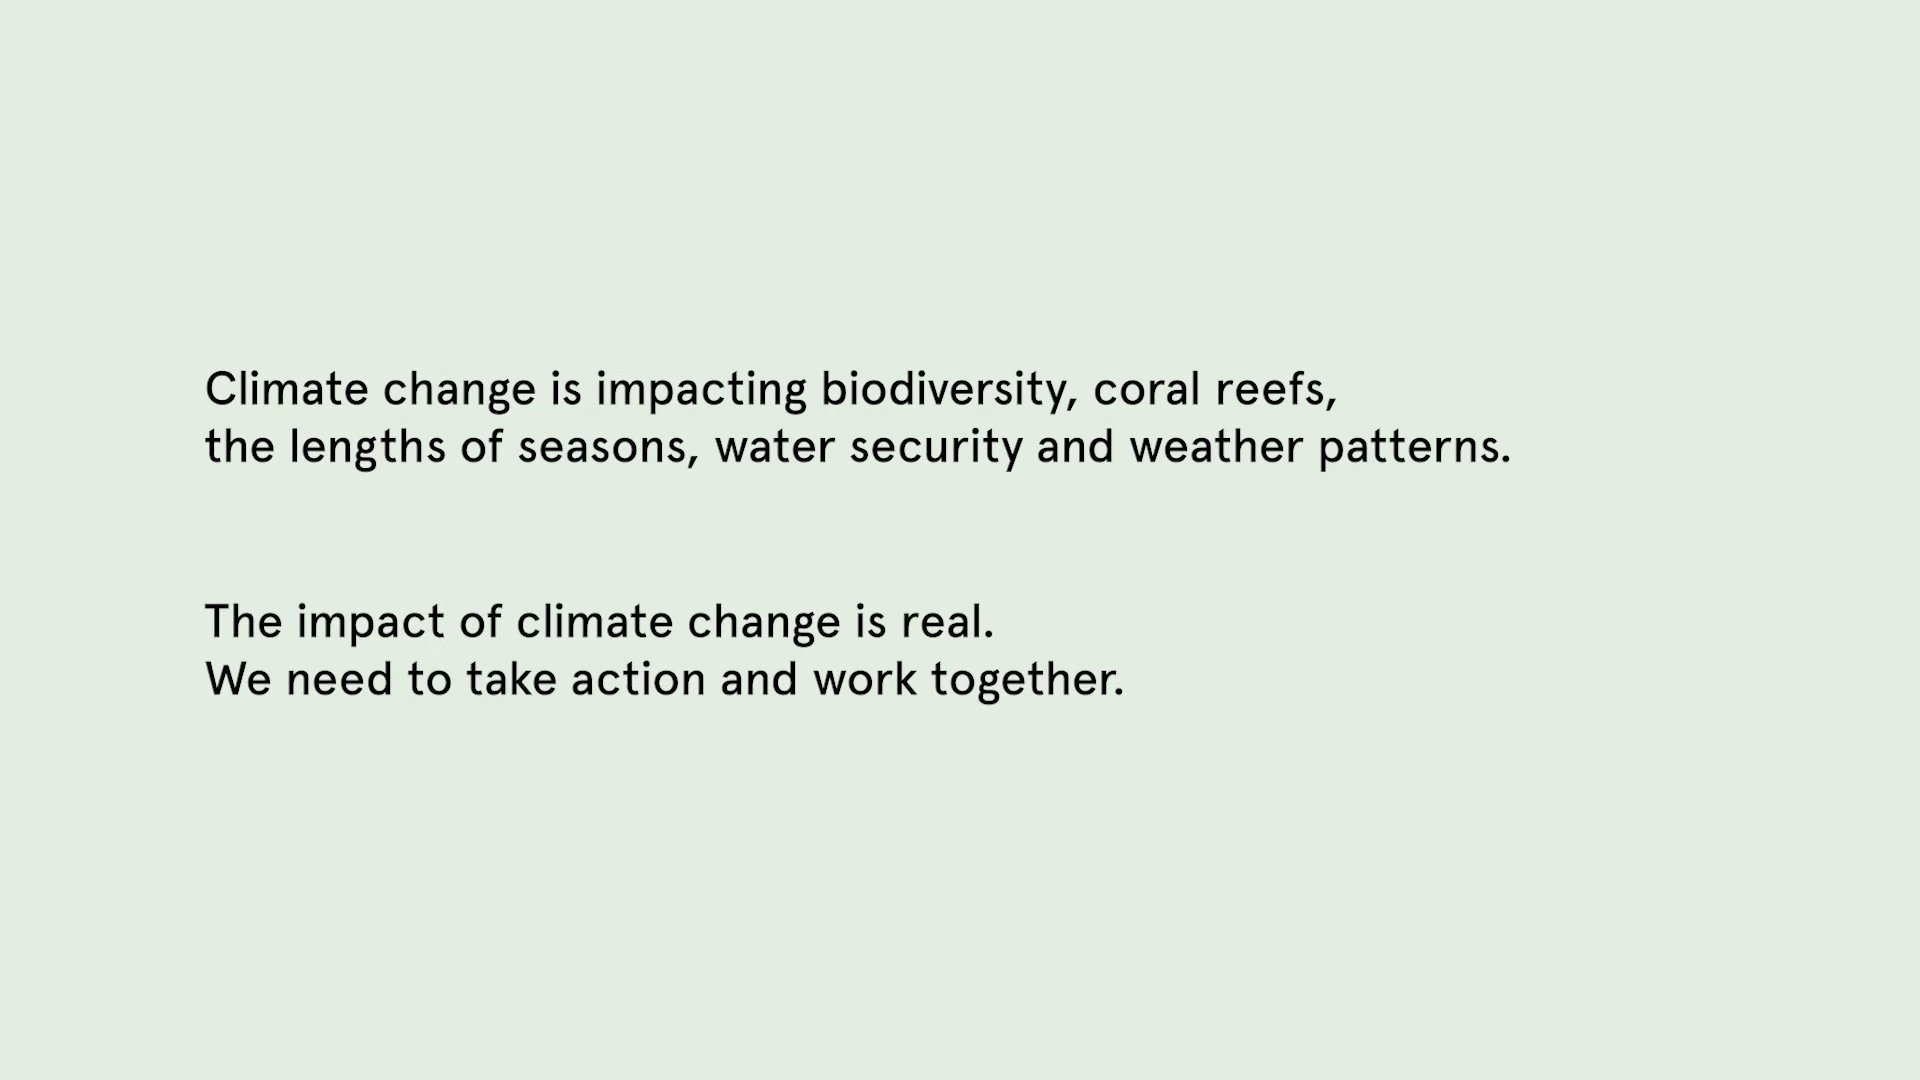 Climate change is impacting biodiversity, coral reefs,
the lengths of seasons, water security and weather patterns.
The impact of climate change is real.
We need to take action and work together.